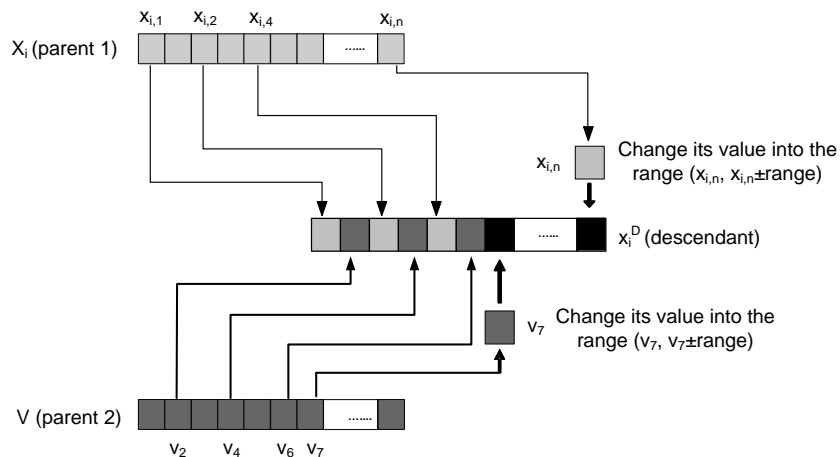 x_{i,1} x_{i,2} x_{i,4} x_{i,n}
X_i (parent 1)
......
x_{i,n}
Change its value into the
range (x_{i,n}, x_{i,n}±range)
......
x_i^D (descendant)
v_7
Change its value into the
range (v_7, v_7±range)
V (parent 2)
.......
v_2 v_4 v_6 v_7